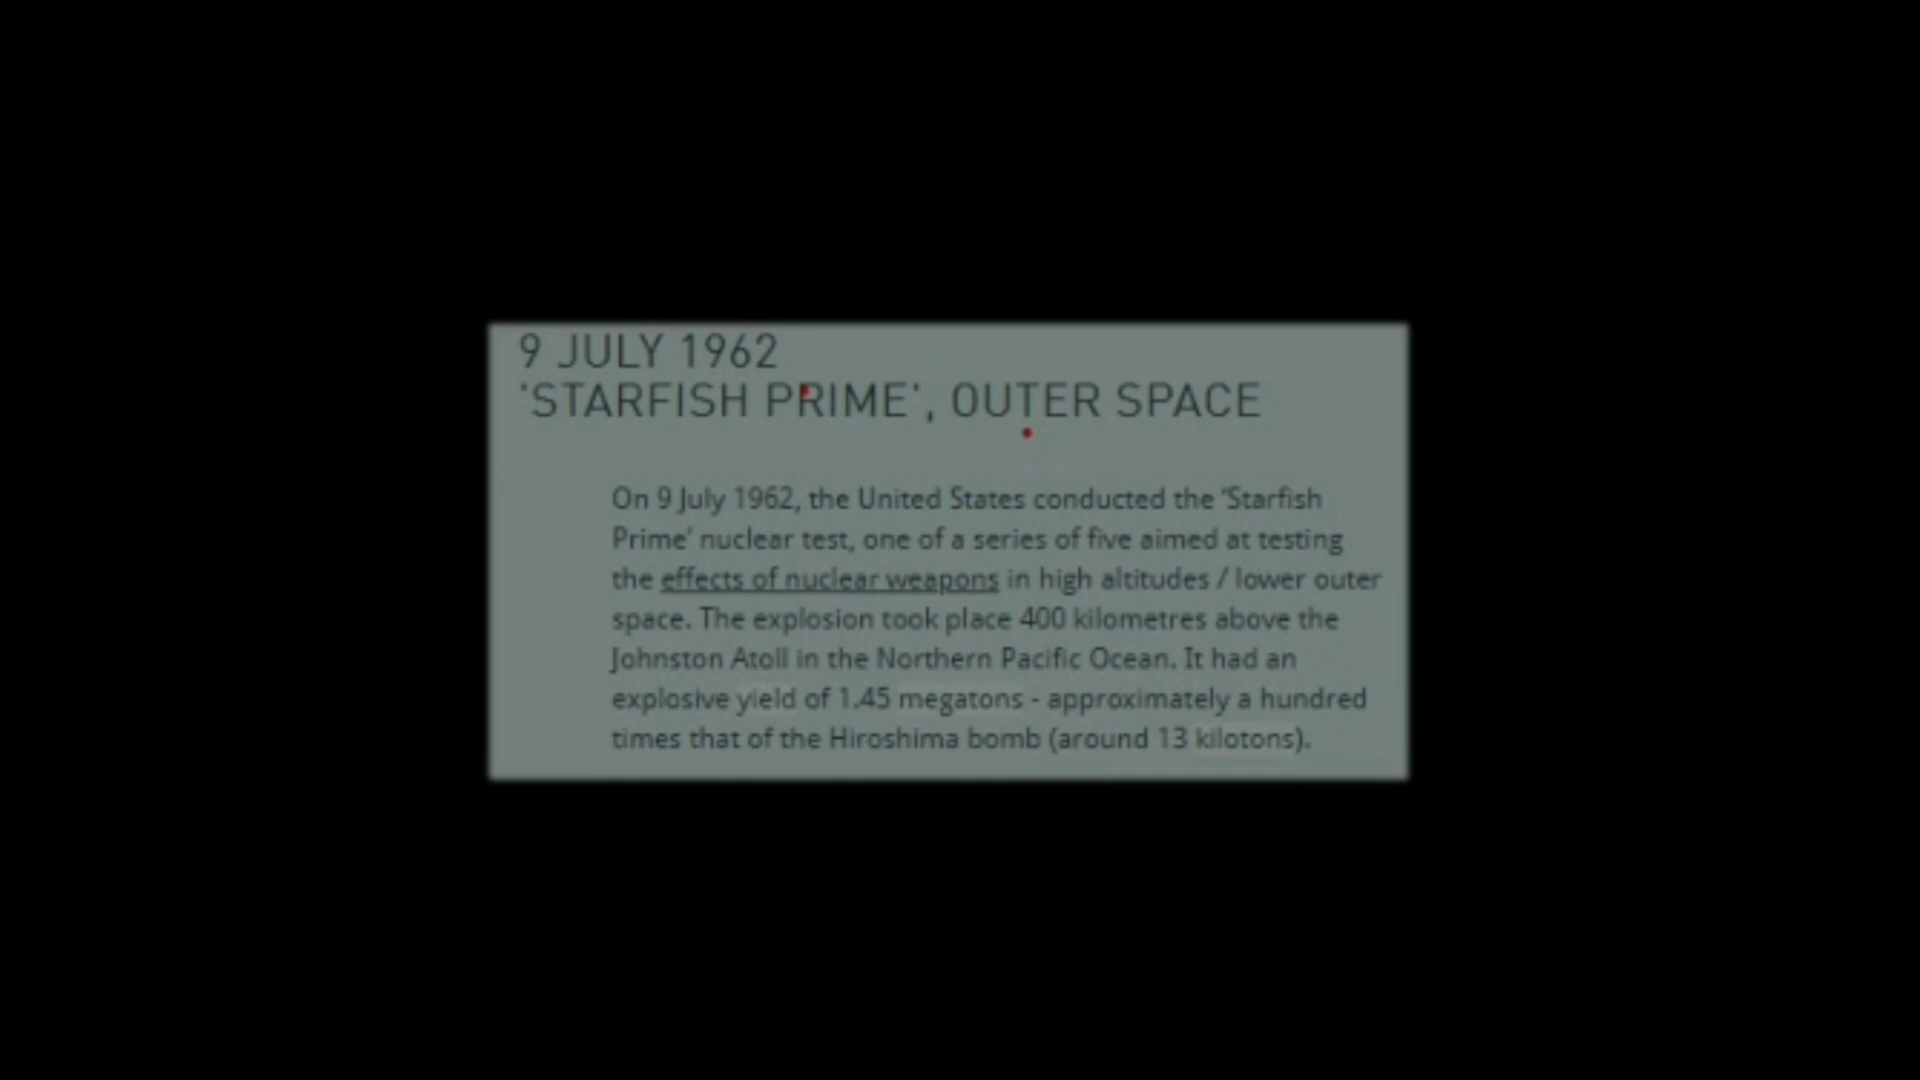 9 JULY 1962
'STARFISH PRIME', OUTER SPACE
On 9 July 1962, the United States conducted the ‘Starfish
Prime’ nuclear test, one of a series of five aimed at testing
the effects of nuclear weapons in high altitudes / lower outer
space. The explosion took place 400 kilometres above the
Johnston Atoll in the Northern Pacific Ocean. It had an
explosive yield of 1.45 megatons - approximately a hundred
times that of the Hiroshima bomb (around 13 kilotons).